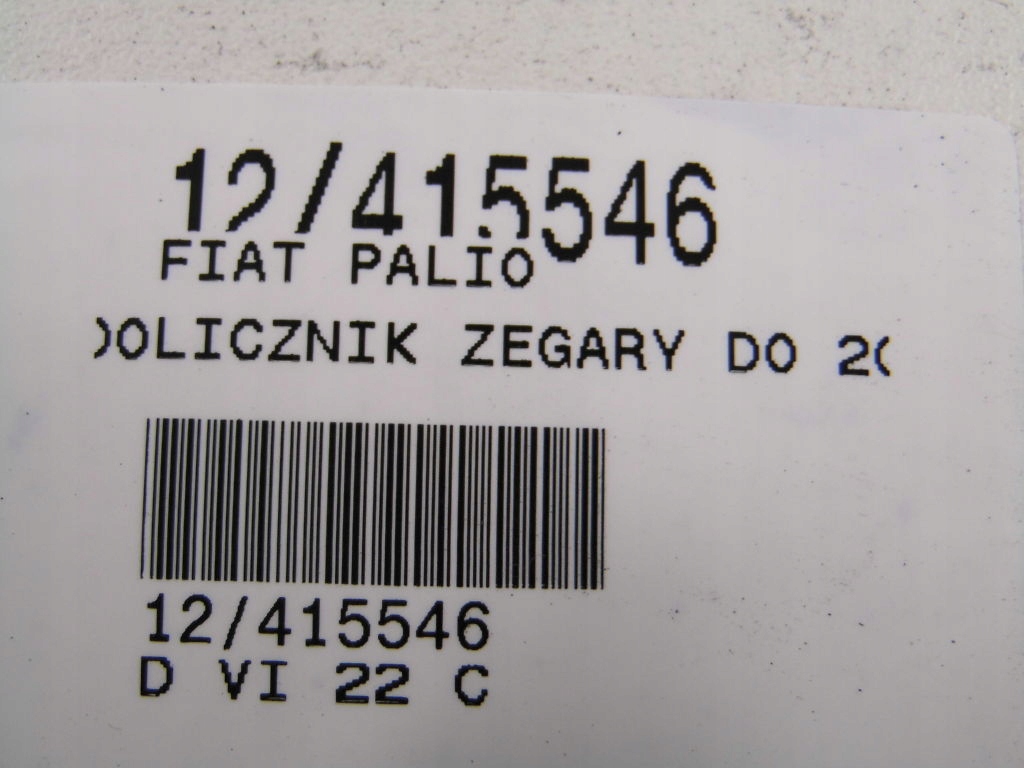 12/415546
FIAT PALIO
OLICZNIK ZEGARY DO 2
12/415546
D VI 22 C